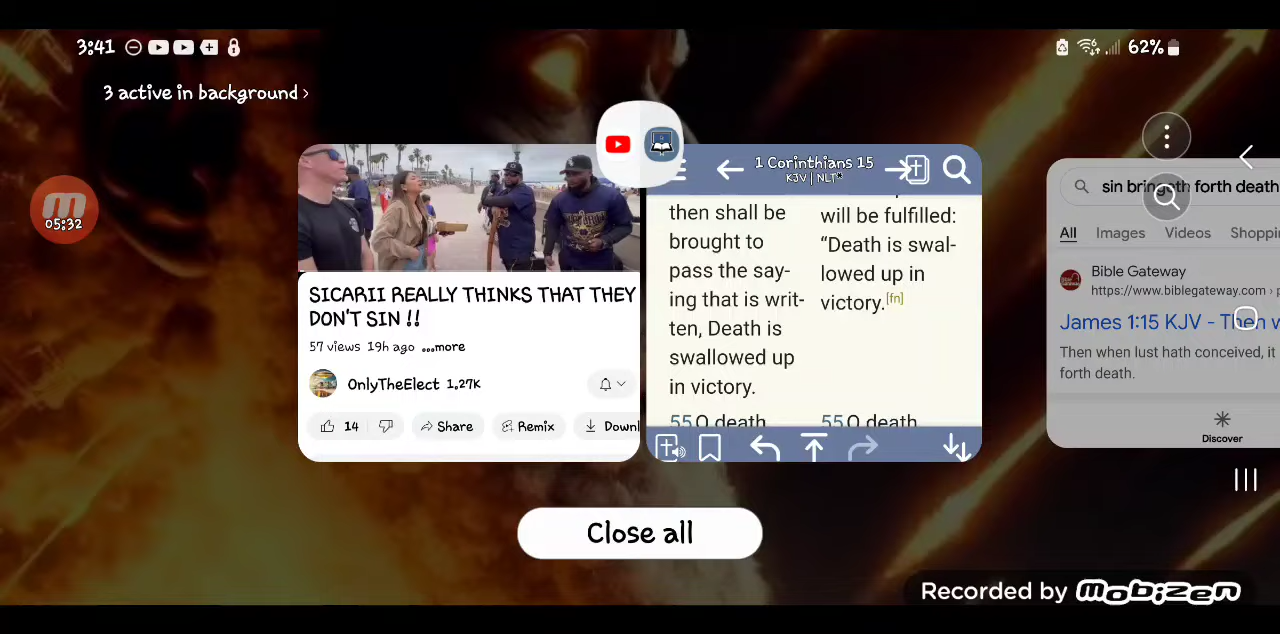 3:41
62%
3 active in background >
05:32
SICARII REALLY THINKS THAT THEY
DON'T SIN !!
57 views 19h ago ...more
OnlyTheElect 1.27K
14
Share
Remix
Downl
1 Corinthians 15
KJV | NLT*
then shall be
brought to
pass the say-
ing that is writ-
ten, Death is
swallowed up
in victory.
55 O death
will be fulfilled:
“Death is swal-
lowed up in
victory.[fn]
55 O death
sin bringeth forth death
All Images Videos Shoppi
Bible Gateway
https://www.biblegateway.com
James 1:15 KJV - Then w
Then when lust hath conceived, it
forth death.
Discover
Close all
Recorded by Mobizen